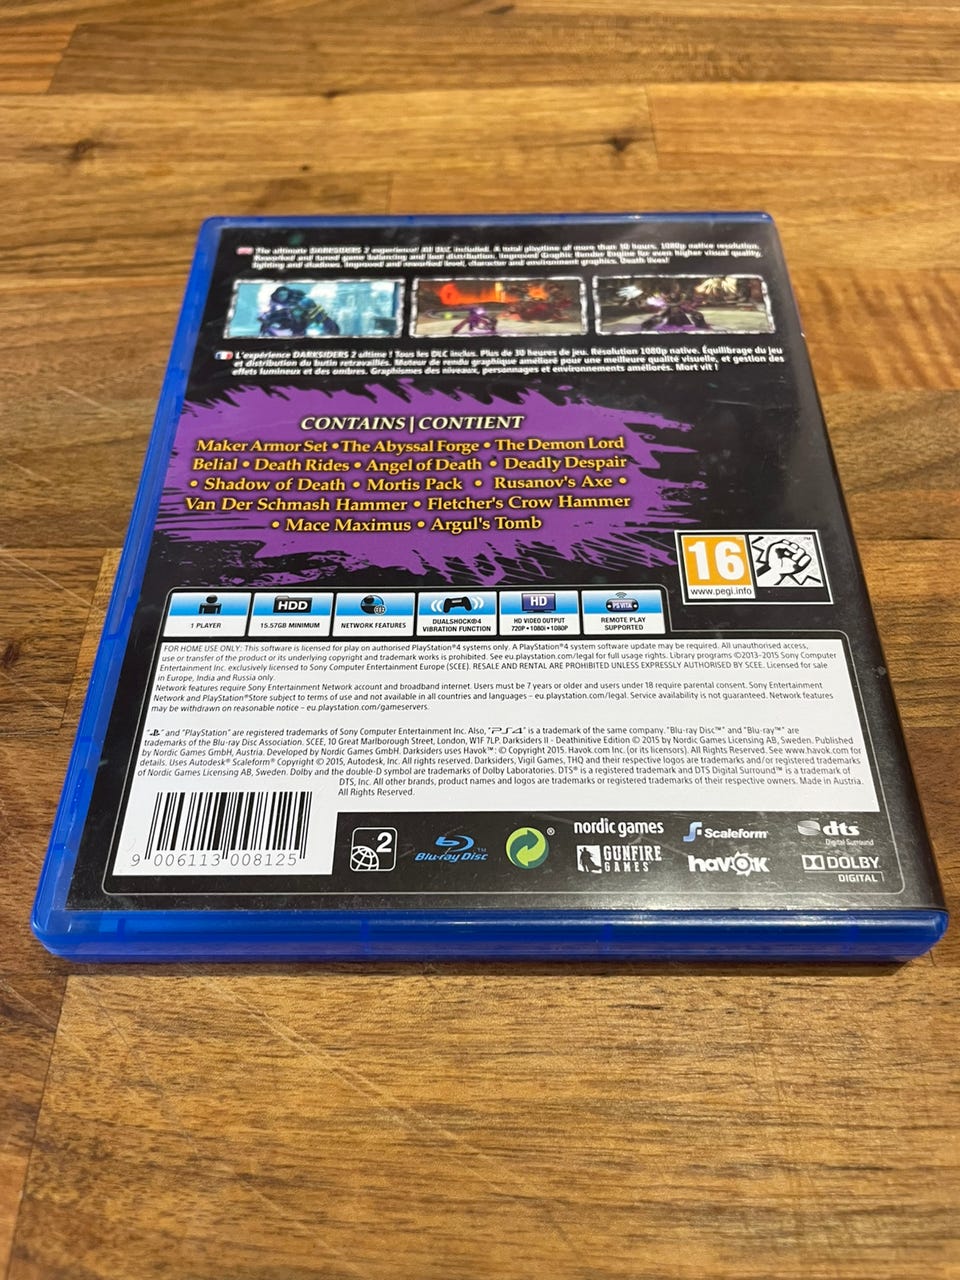 The ultimate DARKSIDERS 2 experience! All DLC included. A total playtime of more than 30 hours. 1080p native resolution.
Reworked and tuned game balancing and loot distribution. Improved Graphic Render Engine for even higher visual quality,
lighting and shadows. Improved and reworked level, character and environment graphics. Death lives!
L'expérience DARKSIDERS 2 ultime ! Tous les DLC inclus. Plus de 30 heures de jeu. Résolution 1080p native. Équilibrage du jeu
et distribution du butin retravaillés. Moteur de rendu graphique amélioré pour une meilleure qualité visuelle, et gestion des
effets lumineux et des ombres. Graphismes des niveaux, personnages et environnements améliorés. Mort vit !
CONTAINS | CONTIENT
Maker Armor Set • The Abyssal Forge • The Demon Lord
Belial • Death Rides • Angel of Death • Deadly Despair
• Shadow of Death • Mortis Pack • Rusanov's Axe •
Van Der Schmash Hammer • Fletcher's Crow Hammer
• Mace Maximus • Argul's Tomb
16
www.pegi.info
HDD
HD
PS VITA
1 PLAYER
15.57GB MINIMUM
NETWORK FEATURES
DUALSHOCK®4
VIBRATION FUNCTION
HD VIDEO OUTPUT
720P • 1080i • 1080P
REMOTE PLAY
SUPPORTED
FOR HOME USE ONLY: This software is licensed for play on authorised PlayStation®4 systems only. A PlayStation®4 system software update may be required. All unauthorised access,
use or transfer of the product or its underlying copyright and trademark works is prohibited. See eu.playstation.com/legal for full usage rights. Library programs ©2013-2015 Sony Computer
Entertainment Inc. exclusively licensed to Sony Computer Entertainment Europe (SCEE). RESALE AND RENTAL ARE PROHIBITED UNLESS EXPRESSLY AUTHORISED BY SCEE. Licensed for sale
in Europe, India and Russia only.
Network features require Sony Entertainment Network account and broadband internet. Users must be 7 years or older and users under 18 require parental consent. Sony Entertainment
Network and PlayStation®Store subject to terms of use and not available in all countries and languages – eu.playstation.com/legal. Service availability is not guaranteed. Network features
may be withdrawn on reasonable notice – eu.playstation.com/gameservers.
" " and "PlayStation" are registered trademarks of Sony Computer Entertainment Inc. Also, "PS4" is a trademark of the same company. "Blu-ray Disc™" and "Blu-ray™" are
trademarks of the Blu-ray Disc Association. SCEE, 10 Great Marlborough Street, London, W1F 7LP. Darksiders II - Deathinitive Edition © 2015 by Nordic Games Licensing AB, Sweden. Published
by Nordic Games GmbH, Austria. Developed by Nordic Games GmbH. Darksiders uses Havok™: © Copyright 2015. Havok.com Inc. (or its licensors). All Rights Reserved. See www.havok.com for
details. Uses Autodesk® Scaleform® Copyright © 2015, Autodesk, Inc. All rights reserved. Darksiders, Vigil Games, THQ and their respective logos are trademarks and/or registered trademarks
of Nordic Games Licensing AB, Sweden. Dolby and the double-D symbol are trademarks of Dolby Laboratories. DTS® is a registered trademark and DTS Digital Surround™ is a trademark of
DTS, Inc. All other brands, product names and logos are trademarks or registered trademarks of their respective owners. Made in Austria.
All Rights Reserved.
9 006113 008125
2
Blu-ray Disc™
®
nordic games
GUNFIRE
GAMES
Scaleform
havok
dts
Digital Surround
DOLBY
DIGITAL